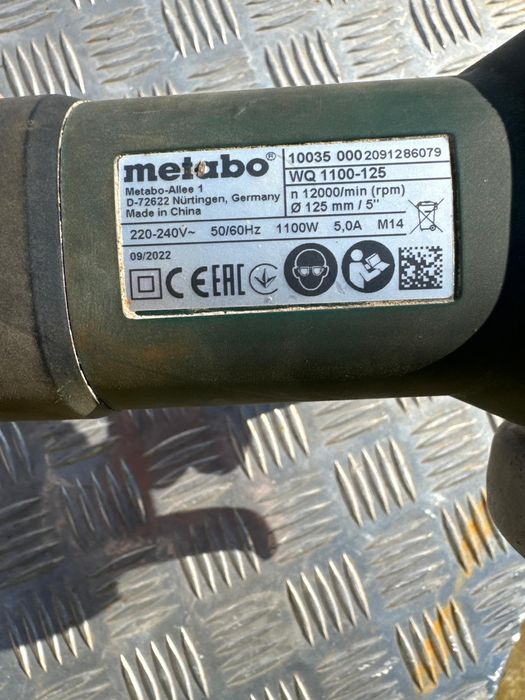 metabo®
Metabo-Allee 1
D-72622 Nürtingen, Germany
Made in China
10035 000 2091286079
WQ 1100-125
n 12000/min (rpm)
Ø 125 mm / 5"
220-240V~ 50/60Hz 1100W 5,0A M14
09/2022
CE EAC